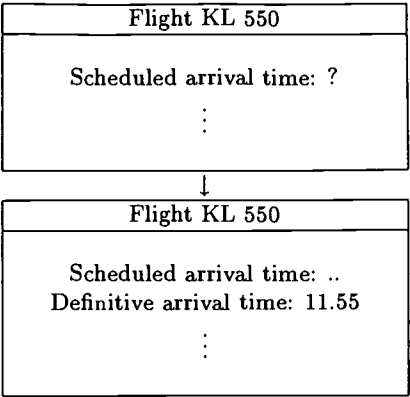 Flight KL 550
Scheduled arrival time: ?
⋮
↓
Flight KL 550
Scheduled arrival time: ..
Definitive arrival time: 11.55
⋮